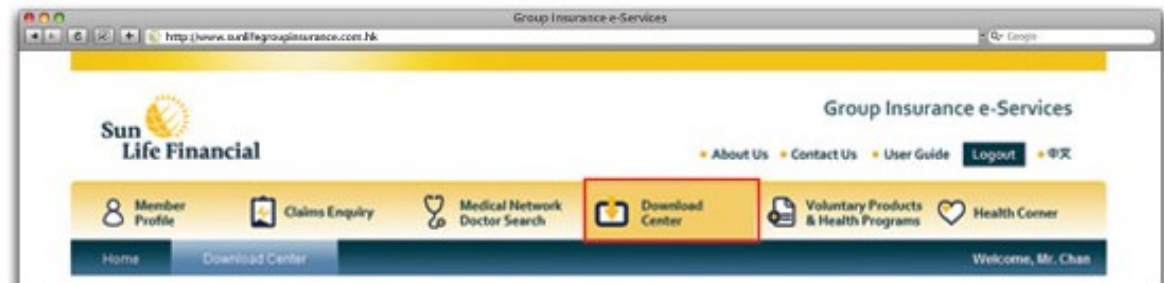 Group Insurance e-Services
http://www.sunlifegroupinsurance.com.hk
Google
Group Insurance e-Services
Sun
Life Financial
About Us • Contact Us • User Guide Logout • 中文
Member Profile
Claims Enquiry
Medical Network Doctor Search
Download Center
Voluntary Products & Health Programs
Health Corner
Home Download Center Welcome, Mr. Chan